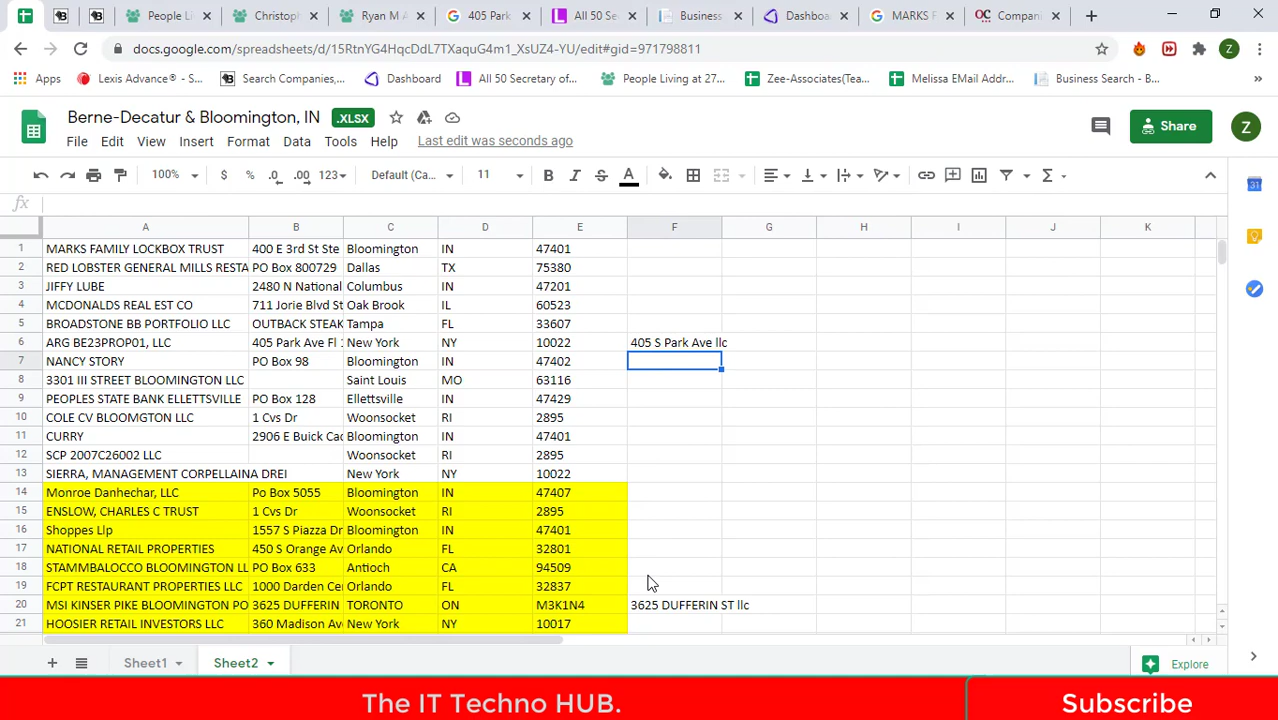 People Li
Christoph
Ryan M A
405 Park
All 50 Se
Business
Dashboa
MARKS F
Compani
docs.google.com/spreadsheets/d/15RtnYG4HqcDdL7TXaquG4m1_XsUZ4-YU/edit#gid=971798811
Apps Lexis Advance® - S... Search Companies,... Dashboard All 50 Secretary of... People Living at 27... Zee-Associates(Tea... Melissa EMail Addr... Business Search - B...
Berne-Decatur & Bloomington, IN .XLSX
Share Z
File Edit View Insert Format Data Tools Help Last edit was seconds ago
100% $ % .0 .00 123 Default (Ca... 11 B I S A
fx
A B C D E F G H I J K
1 MARKS FAMILY LOCKBOX TRUST 400 E 3rd St Ste Bloomington IN 47401
2 RED LOBSTER GENERAL MILLS RESTA PO Box 800729 Dallas TX 75380
3 JIFFY LUBE 2480 N National Columbus IN 47201
4 MCDONALDS REAL EST CO 711 Jorie Blvd St Oak Brook IL 60523
5 BROADSTONE BB PORTFOLIO LLC OUTBACK STEAK Tampa FL 33607
6 ARG BE23PROP01, LLC 405 Park Ave Fl 1 New York NY 10022 405 S Park Ave llc
7 NANCY STORY PO Box 98 Bloomington IN 47402
8 3301 III STREET BLOOMINGTON LLC Saint Louis MO 63116
9 PEOPLES STATE BANK ELLETTSVILLE PO Box 128 Ellettsville IN 47429
10 COLE CV BLOOMGTON LLC 1 Cvs Dr Woonsocket RI 2895
11 CURRY 2906 E Buick Cad Bloomington IN 47401
12 SCP 2007C26002 LLC Woonsocket RI 2895
13 SIERRA, MANAGEMENT CORPELLAINA DREI New York NY 10022
14 Monroe Danhechar, LLC Po Box 5055 Bloomington IN 47407
15 ENSLOW, CHARLES C TRUST 1 Cvs Dr Woonsocket RI 2895
16 Shoppes Llp 1557 S Piazza Dr Bloomington IN 47401
17 NATIONAL RETAIL PROPERTIES 450 S Orange Av Orlando FL 32801
18 STAMMBALOCCO BLOOMINGTON LL PO Box 633 Antioch CA 94509
19 FCPT RESTAURANT PROPERTIES LLC 1000 Darden Cen Orlando FL 32837
20 MSI KINSER PIKE BLOOMINGTON PO 3625 DUFFERIN TORONTO ON M3K1N4 3625 DUFFERIN ST llc
21 HOOSIER RETAIL INVESTORS LLC 360 Madison Av New York NY 10017
Sheet1 Sheet2 Explore
The IT Techno HUB. Subscribe